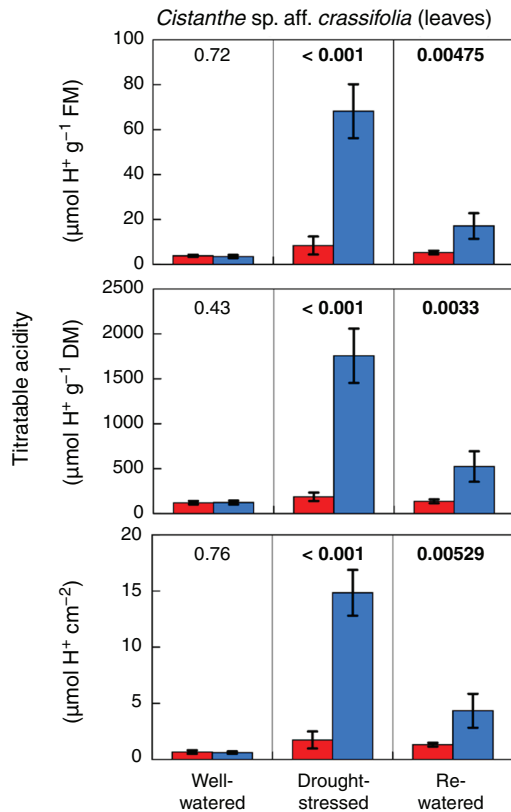 Cistanthe sp. aff. crassifolia (leaves)
Titratable acidity
(μmol H⁺ g⁻¹ FM)
100
80
60
40
20
0
0.72
< 0.001
0.00475
(μmol H⁺ g⁻¹ DM)
2500
2000
1500
1000
500
0
0.43
< 0.001
0.0033
(μmol H⁺ cm⁻²)
20
15
10
5
0
0.76
< 0.001
0.00529
Well-
watered
Drought-
stressed
Re-
watered